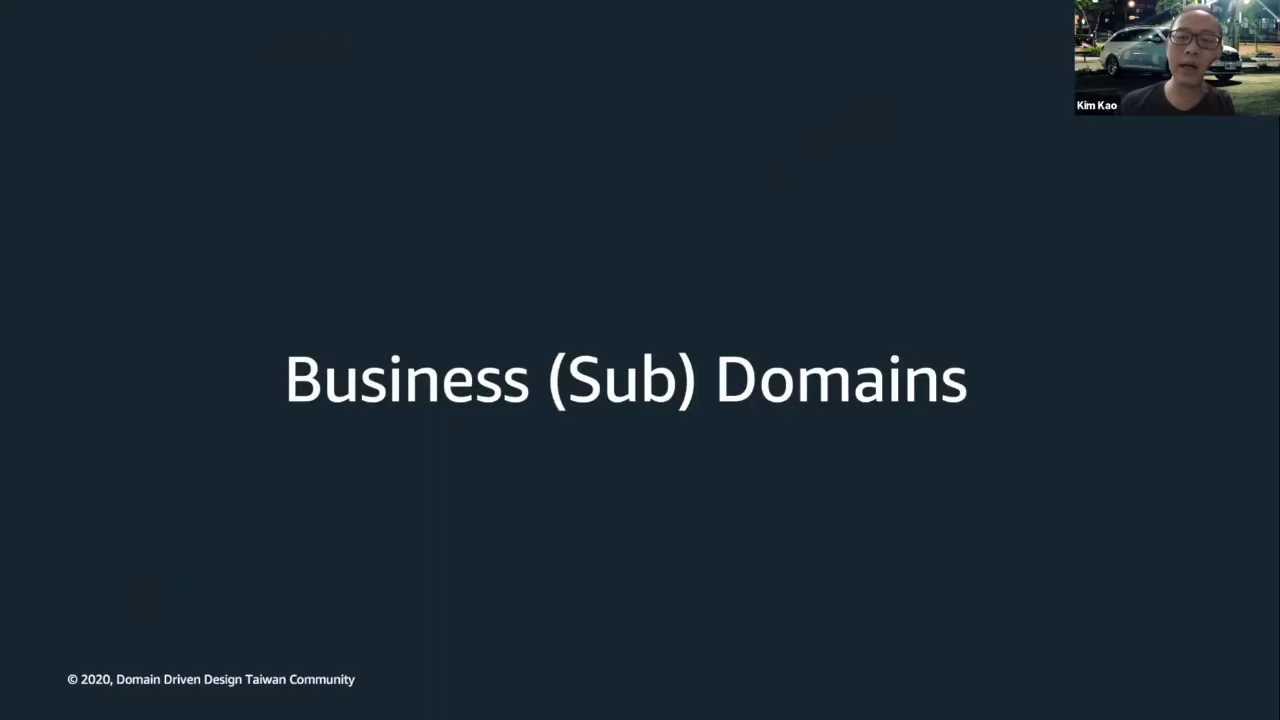 Kim Kao
Business (Sub) Domains
© 2020, Domain Driven Design Taiwan Community